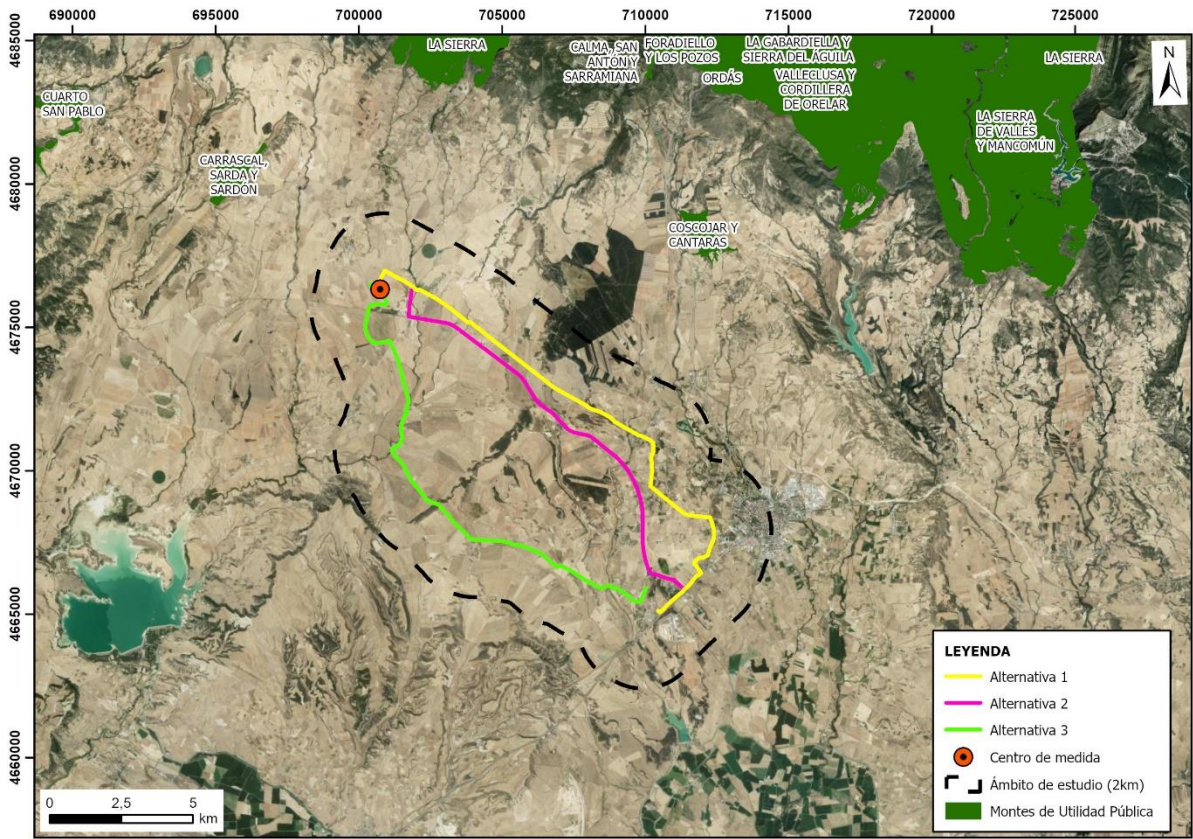 690000
695000
700000
705000
710000
715000
720000
725000
4685000
4680000
4675000
4670000
4665000
4660000
LA SIERRA
CALMA, SAN
ANTÓN Y
SARRAMIANA
FORADIELLO
Y LOS POZOS
ORDÁS
LA GABARDIELLA Y
SIERRA DEL ÁGUILA
VALLECLUSA Y
CORDILLERA
DE ORELAR
LA SIERRA
N
CUARTO
SAN PABLO
LA SIERRA
DE VALLÉS
Y MANCOMÚN
CARRASCAL,
SARDA Y
SARDÓN
COSCOJAR Y
CANTARAS
LEYENDA
Alternativa 1
Alternativa 2
Alternativa 3
Centro de medida
Ámbito de estudio (2km)
Montes de Utilidad Pública
0 2,5 5
km